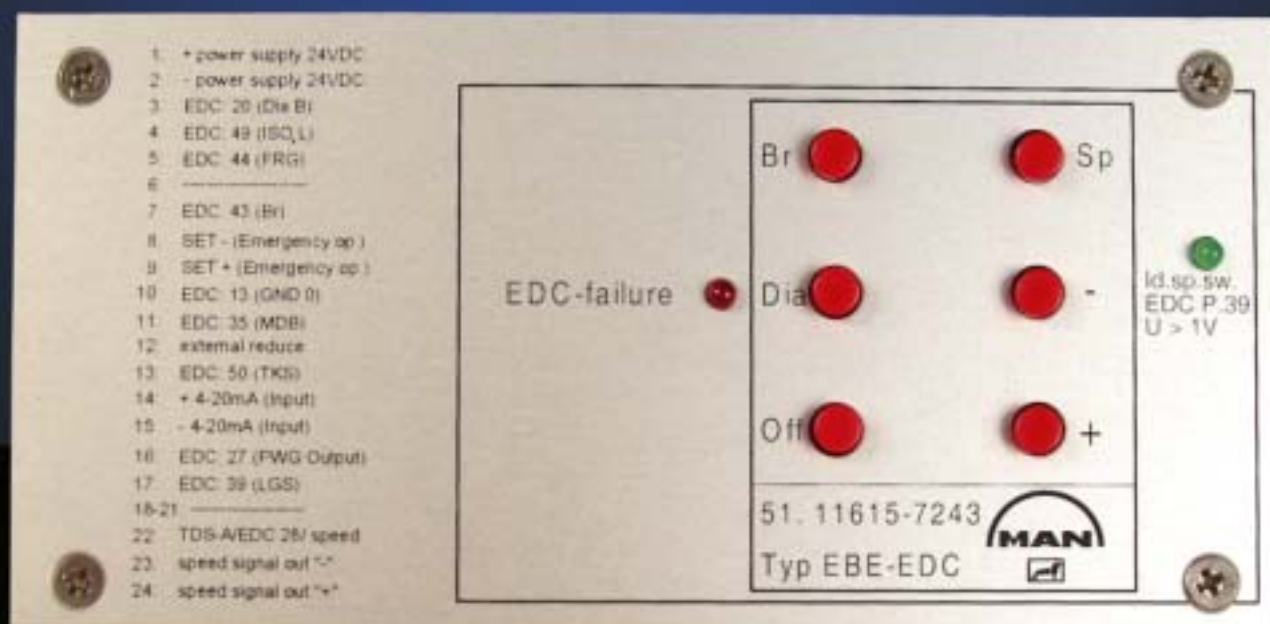 1. + power supply 24VDC
2. - power supply 24VDC
3. EDC: 20 (Dia B)
4. EDC: 49 (ISO,L)
5. EDC: 44 (FRG)
6. --------------------
7. EDC: 43 (Br)
8. SET - (Emergency op.)
9. SET + (Emergency op.)
10. EDC: 13 (GND 0)
11. EDC: 35 (MDB)
12. external reduce
13. EDC: 50 (TKS)
14. + 4-20mA (Input)
15. - 4-20mA (Input)
16. EDC: 27 (PWG Output)
17. EDC: 39 (LGS)
18-21 --------------------
22. TDS-A/EDC 28/ speed
23. speed signal out "-"
24. speed signal out "+"
EDC-failure
Br
Sp
Dia
-
Off
+
Id.sp.sw.
EDC P.39
U > 1V
51. 11615-7243
MAN
Typ EBE-EDC